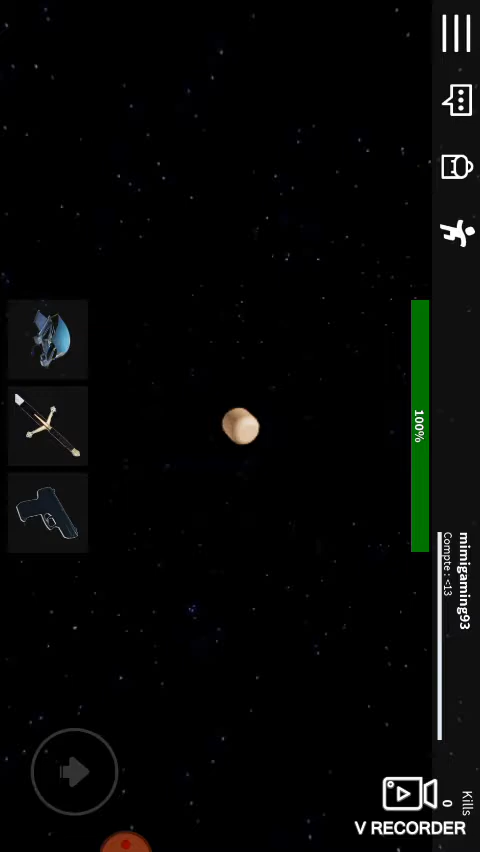 mimigaming93
Compte : <13
Kills
0
100%
V RECORDER